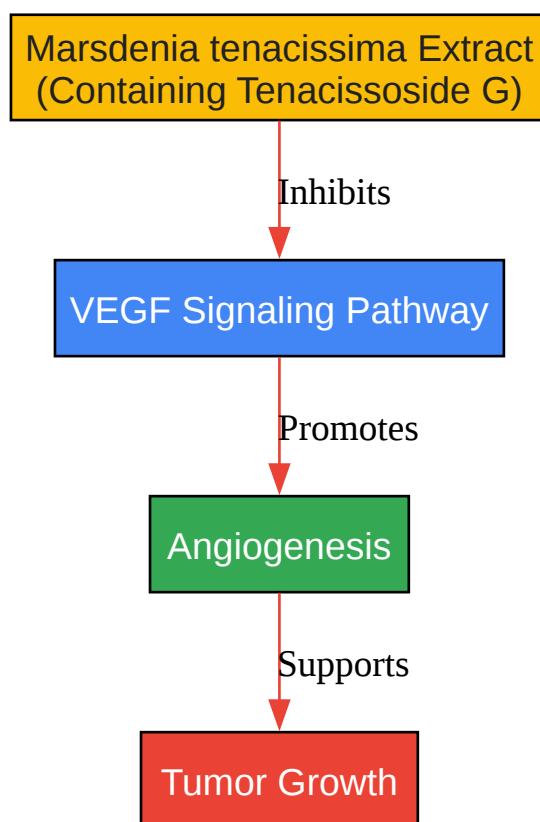 Marsdenia tenacissima Extract
(Containing Tenacissoside G)
Inhibits
VEGF Signaling Pathway
Promotes
Angiogenesis
Supports
Tumor Growth